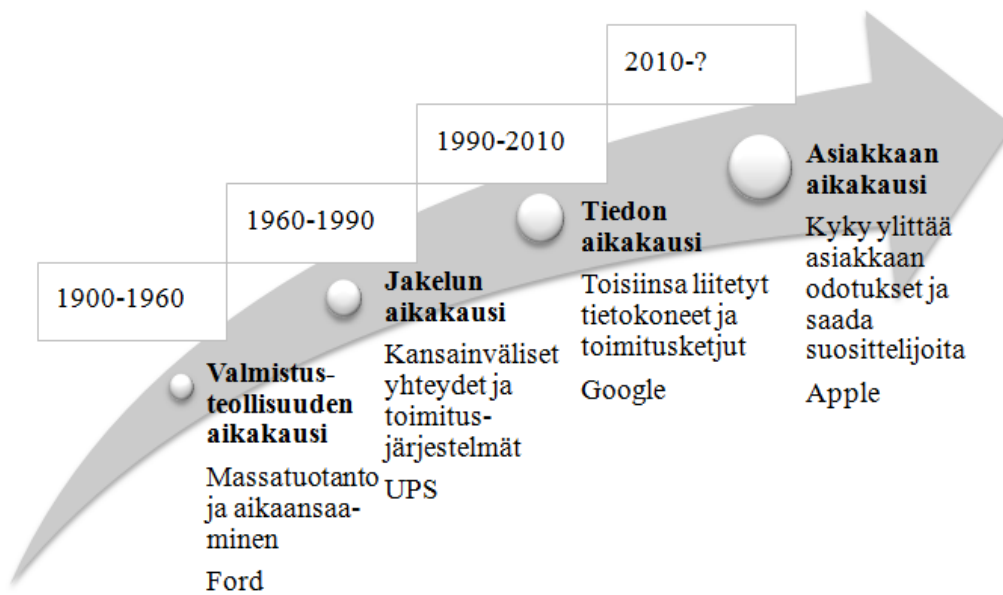 1900-1960
Valmistus-
teollisuuden
aikakausi
Massatuotanto
ja aikaansaa-
minen
Ford
1960-1990
Jakelun
aikakausi
Kansainväliset
yhteydet ja
toimitus-
järjestelmät
UPS
1990-2010
Tiedon
aikakausi
Toisiinsa liitetyt
tietokoneet ja
toimitusketjut
Google
2010-?
Asiakkaan
aikakausi
Kyky ylittää
asiakkaan
odotukset ja
saada
suosittelijoita
Apple